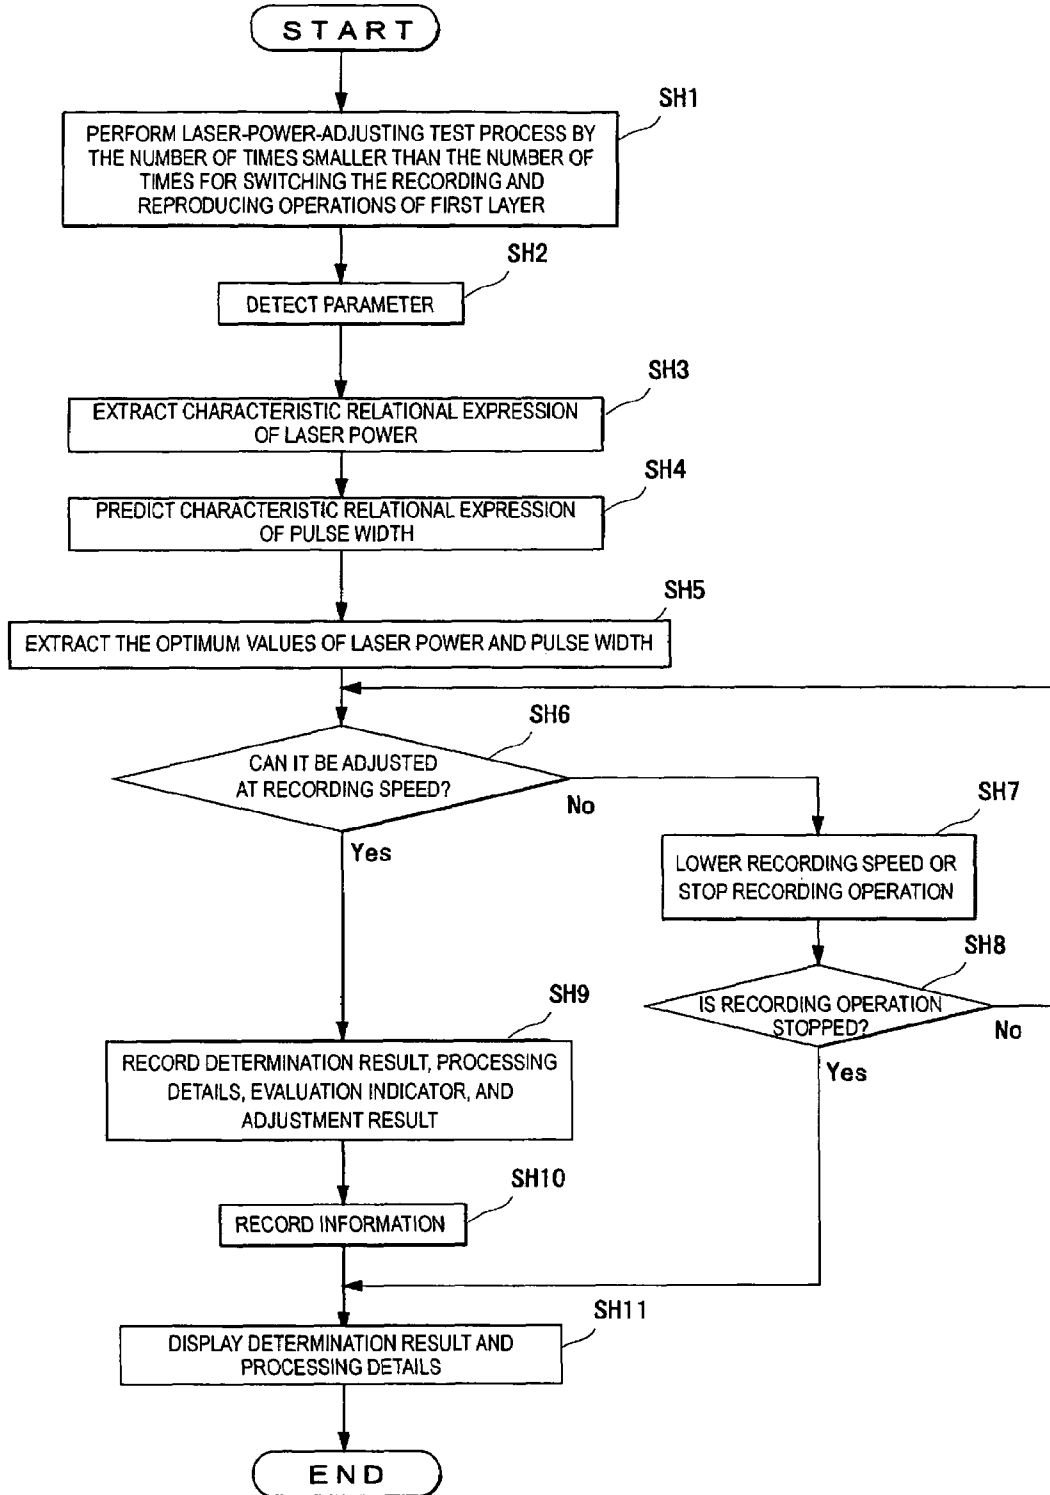 START
SH1
PERFORM LASER-POWER-ADJUSTING TEST PROCESS BY
THE NUMBER OF TIMES SMALLER THAN THE NUMBER OF
TIMES FOR SWITCHING THE RECORDING AND
REPRODUCING OPERATIONS OF FIRST LAYER
SH2
DETECT PARAMETER
SH3
EXTRACT CHARACTERISTIC RELATIONAL EXPRESSION
OF LASER POWER
SH4
PREDICT CHARACTERISTIC RELATIONAL EXPRESSION
OF PULSE WIDTH
SH5
EXTRACT THE OPTIMUM VALUES OF LASER POWER AND PULSE WIDTH
SH6
CAN IT BE ADJUSTED
AT RECORDING SPEED?
No
Yes
SH7
LOWER RECORDING SPEED OR
STOP RECORDING OPERATION
SH8
IS RECORDING OPERATION
STOPPED?
No
Yes
SH9
RECORD DETERMINATION RESULT, PROCESSING
DETAILS, EVALUATION INDICATOR, AND
ADJUSTMENT RESULT
SH10
RECORD INFORMATION
SH11
DISPLAY DETERMINATION RESULT AND
PROCESSING DETAILS
END